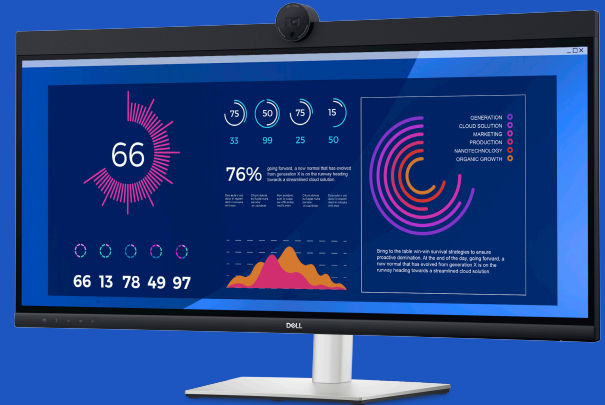 66
66 13 78 49 97
75 50 75 15
33 99 25 50
76%
going forward, a new normal that has evolved
from generation X is on the runway heading
towards a streamlined cloud solution
GENERATION
CLOUD SOLUTION
MARKETING
PRODUCTION
NANOTECHNOLOGY
ORGANIC GROWTH
Bring to the table win-win survival strategies to ensure
proactive domination. At the end of the day, going forward, a
new normal that has evolved from generation X is on the
runway heading towards a streamlined cloud solution.
DELL